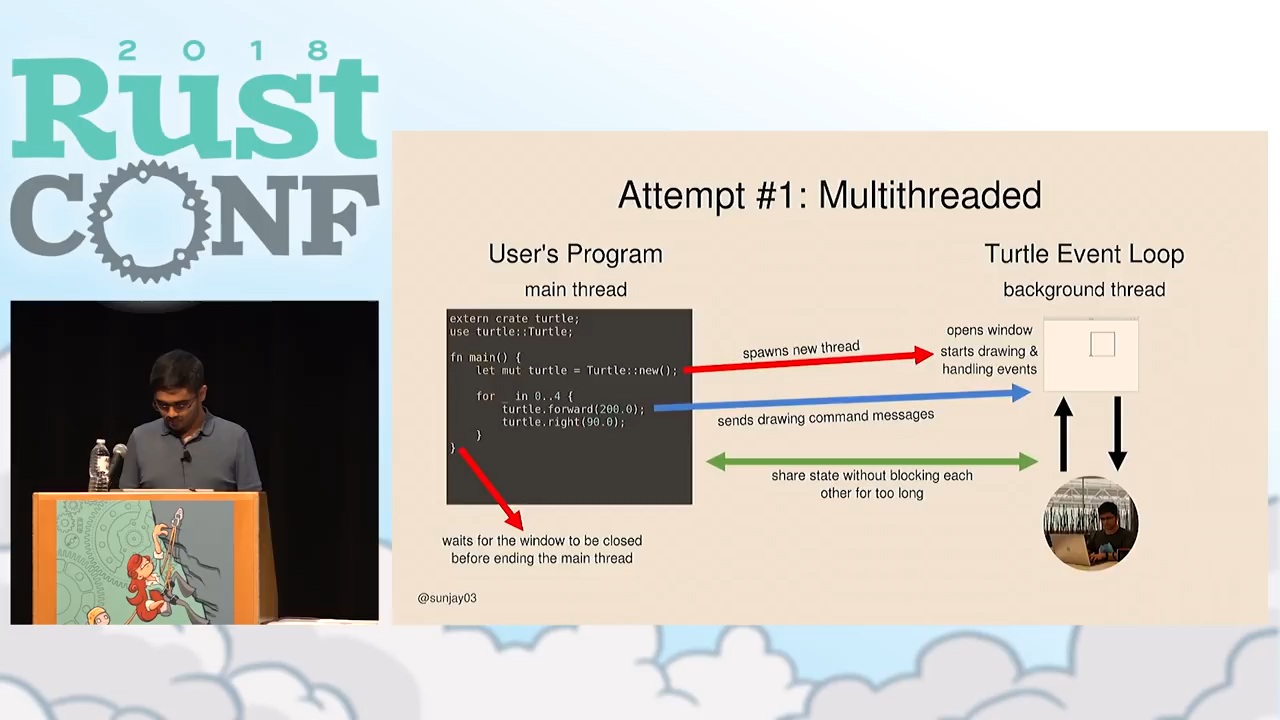 2018
Rust
CONF
Attempt #1: Multithreaded
User's Program
main thread
extern crate turtle;
use turtle::Turtle;
fn main() {
let mut turtle = Turtle::new();
for _ in 0..4 {
turtle.forward(200.0);
turtle.right(90.0);
}
}
waits for the window to be closed
before ending the main thread
spawns new thread
sends drawing command messages
share state without blocking each
other for too long
Turtle Event Loop
background thread
opens window
starts drawing &
handling events
@sunjay03